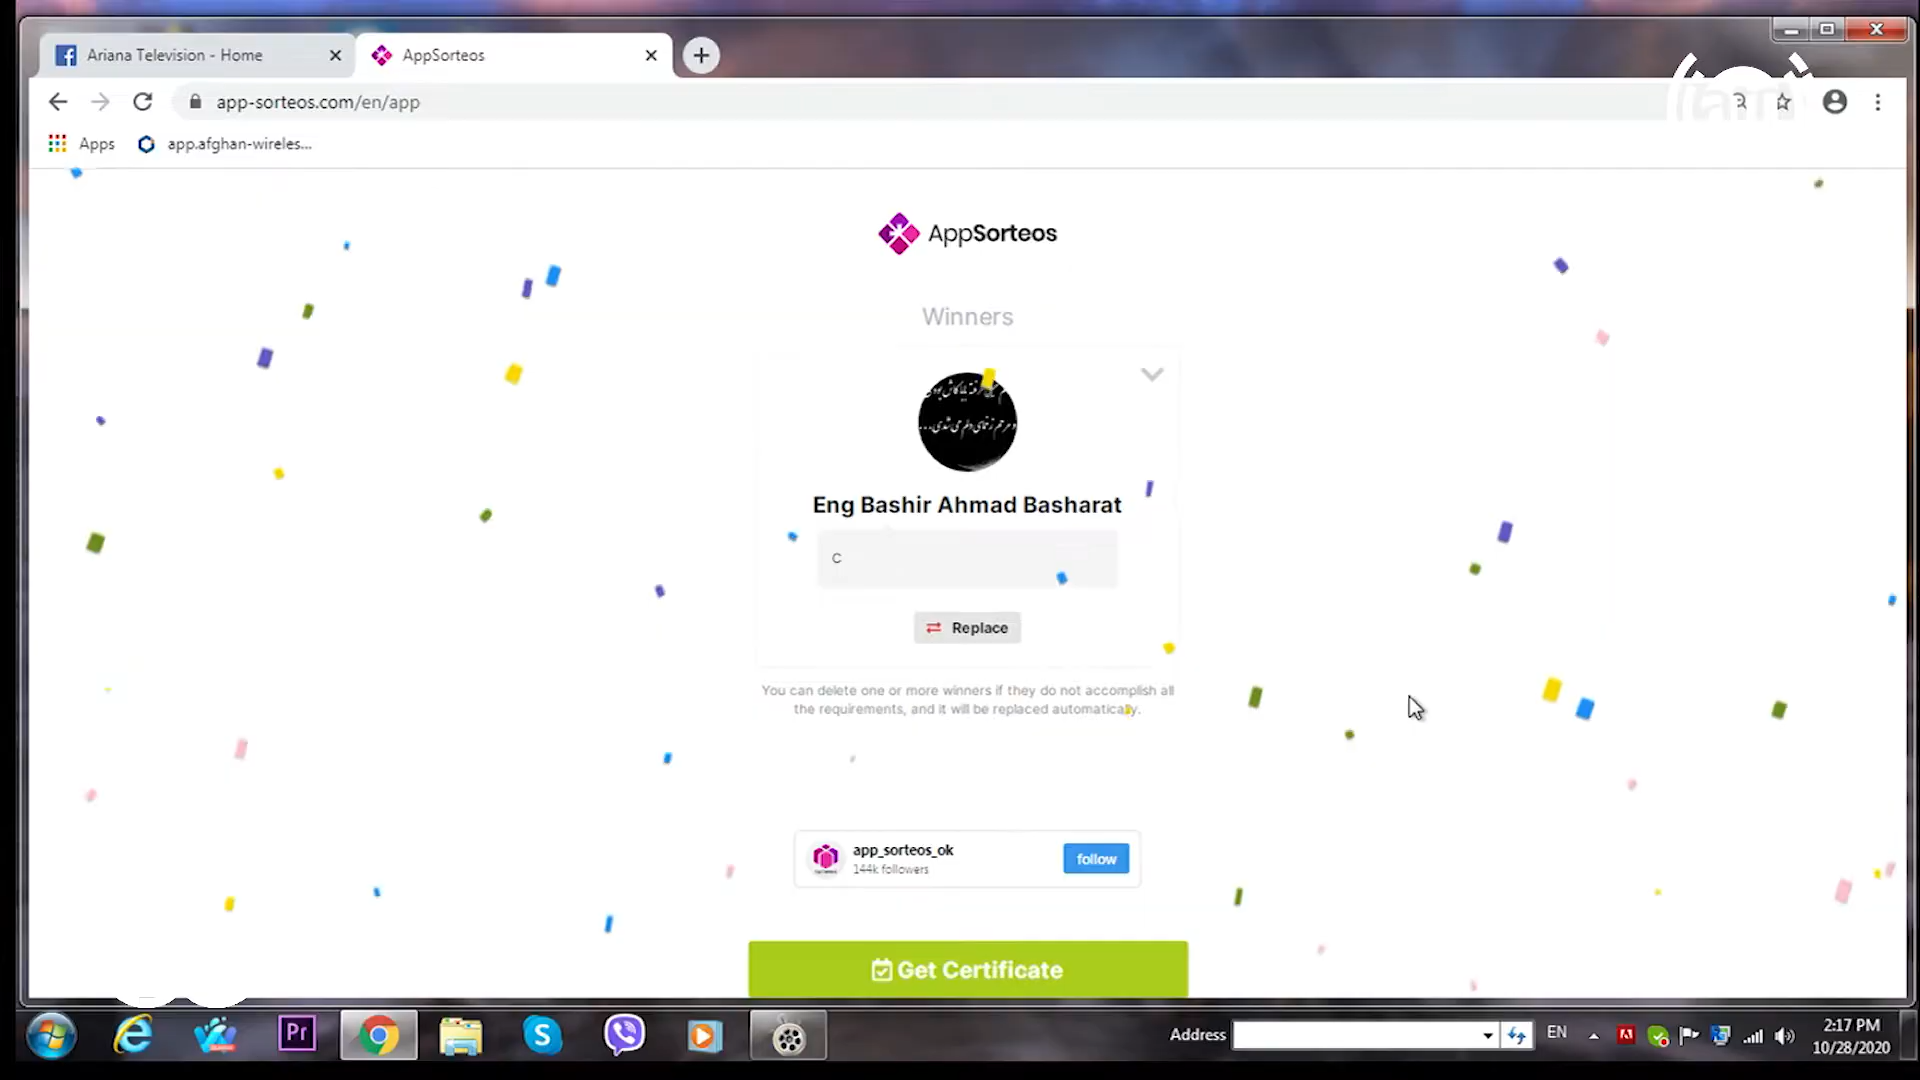 Ariana Television - Home
AppSorteos
app-sorteos.com/en/app
Apps
app.afghan-wireles...
AppSorteos
Winners
Eng Bashir Ahmad Basharat
C
Replace
You can delete one or more winners if they do not accomplish all
the requirements, and it will be replaced automatically.
app_sorteos_ok
144k followers
follow
Get Certificate
Pr
Address
EN
2:17 PM
10/28/2020